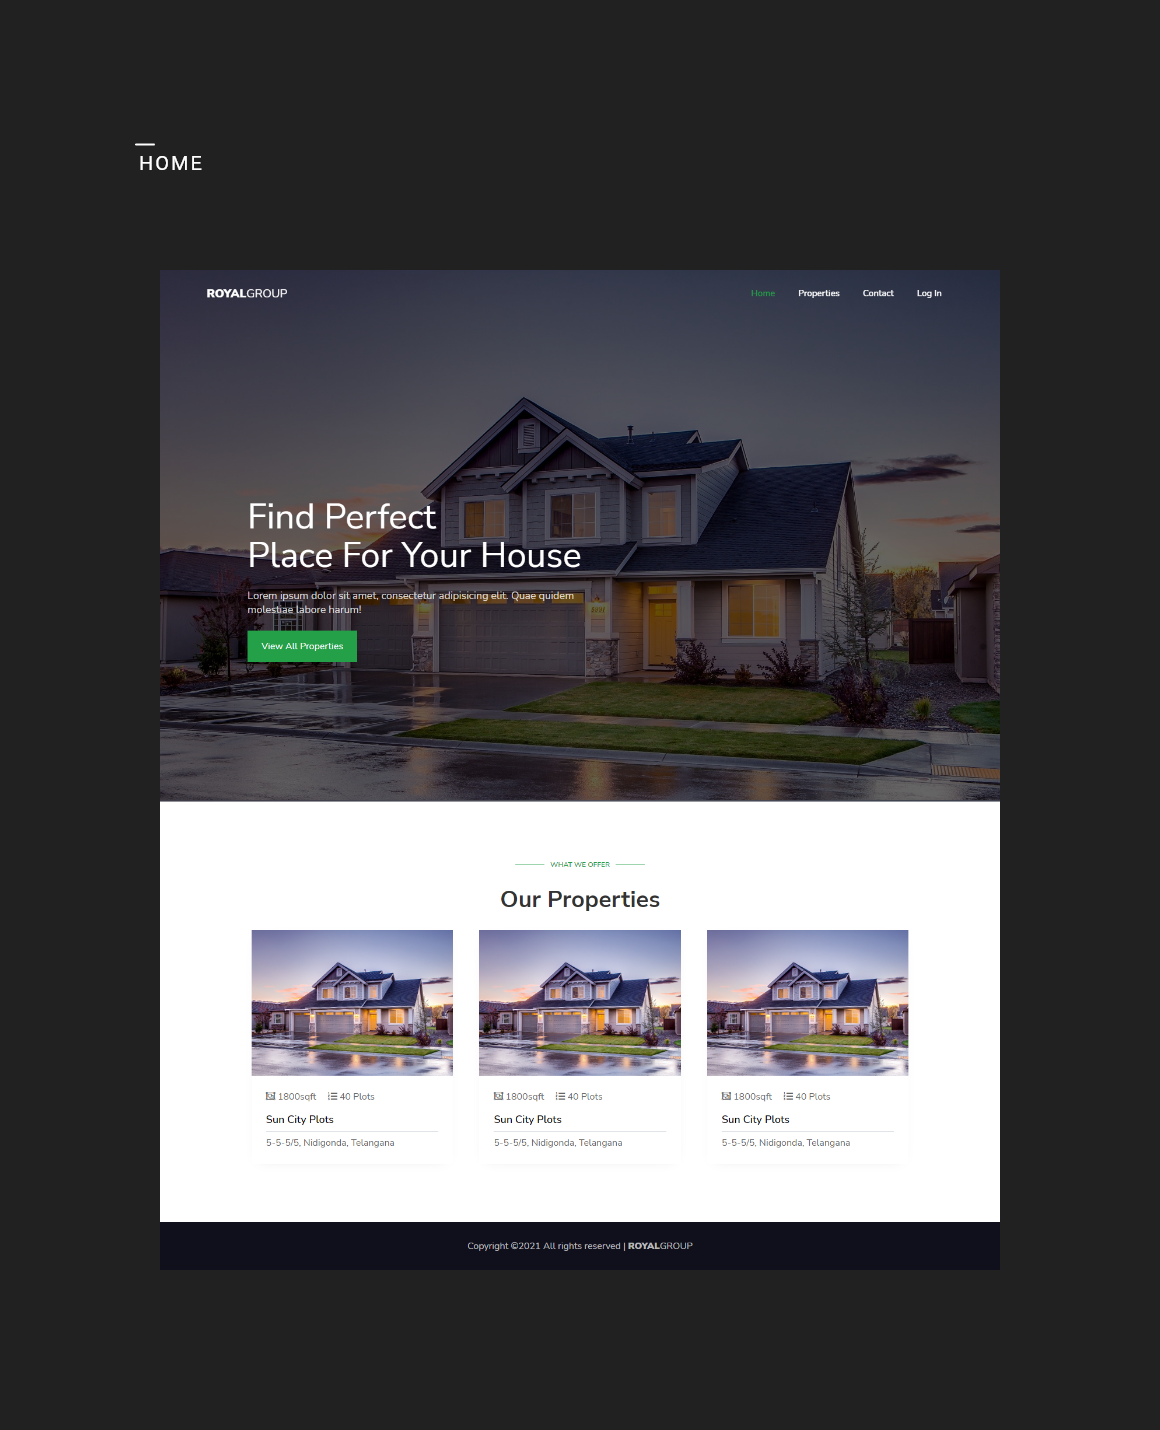 HOME
ROYALGROUP
Home Properties Contact Log In
Find Perfect
Place For Your House
Lorem ipsum dolor sit amet, consectetur adipisicing elit. Quae quidem
molestiae labore harum!
View All Properties
WHAT WE OFFER
Our Properties
1800sqft 40 Plots
Sun City Plots
5-5-5/5, Nidigonda, Telangana
1800sqft 40 Plots
Sun City Plots
5-5-5/5, Nidigonda, Telangana
1800sqft 40 Plots
Sun City Plots
5-5-5/5, Nidigonda, Telangana
Copyright ©2021 All rights reserved | ROYALGROUP